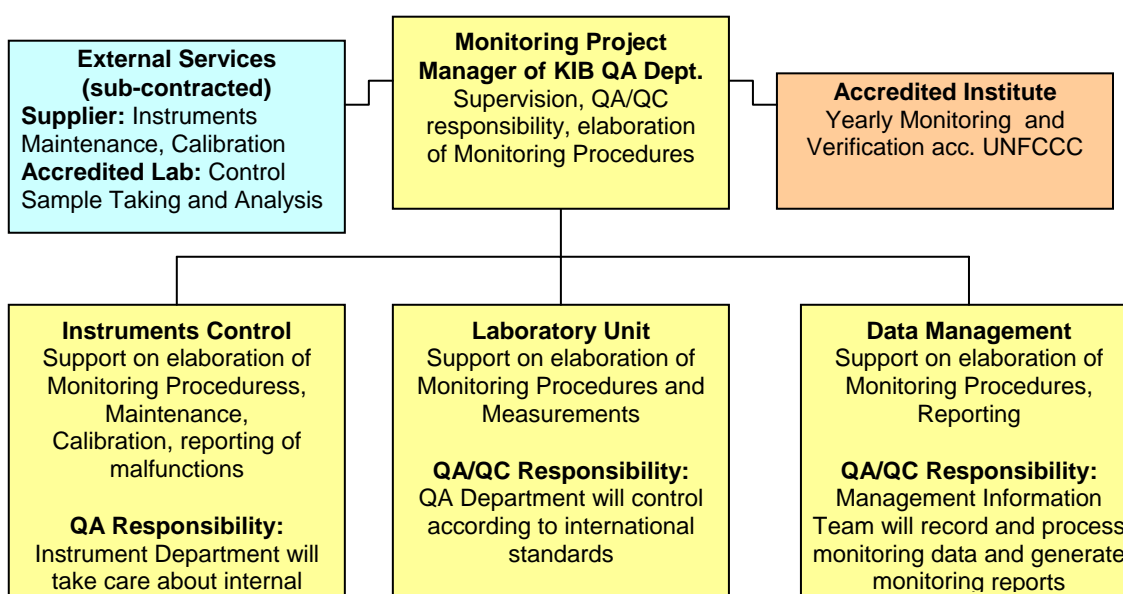 External Services
(sub-contracted)
Supplier: Instruments
Maintenance, Calibration
Accredited Lab: Control
Sample Taking and Analysis
Monitoring Project
Manager of KIB QA Dept.
Supervision, QA/QC
responsibility, elaboration
of Monitoring Procedures
Accredited Institute
Yearly Monitoring and
Verification acc. UNFCCC
Instruments Control
Support on elaboration of
Monitoring Proceduress,
Maintenance,
Calibration, reporting of
malfunctions
QA Responsibility:
Instrument Department will
take care about internal
Laboratory Unit
Support on elaboration of
Monitoring Procedures and
Measurements
QA/QC Responsibility:
QA Department will control
according to international
standards
Data Management
Support on elaboration of
Monitoring Procedures,
Reporting
QA/QC Responsibility:
Management Information
Team will record and process
monitoring data and generate
monitoring reports